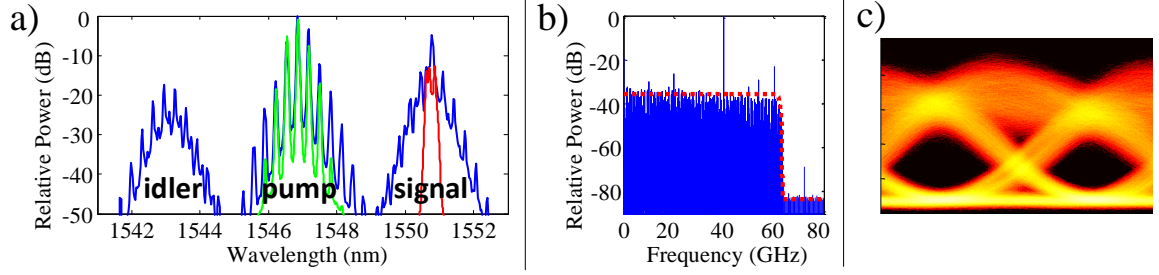 a)
Relative Power (dB)
0
-10
-20
-30
-40
-50
idler
pump
signal
1542 1544 1546 1548 1550 1552
Wavelength (nm)
b)
Relative Power (dB)
0
-20
-40
-60
-80
0 20 40 60 80
Frequency (GHz)
c)